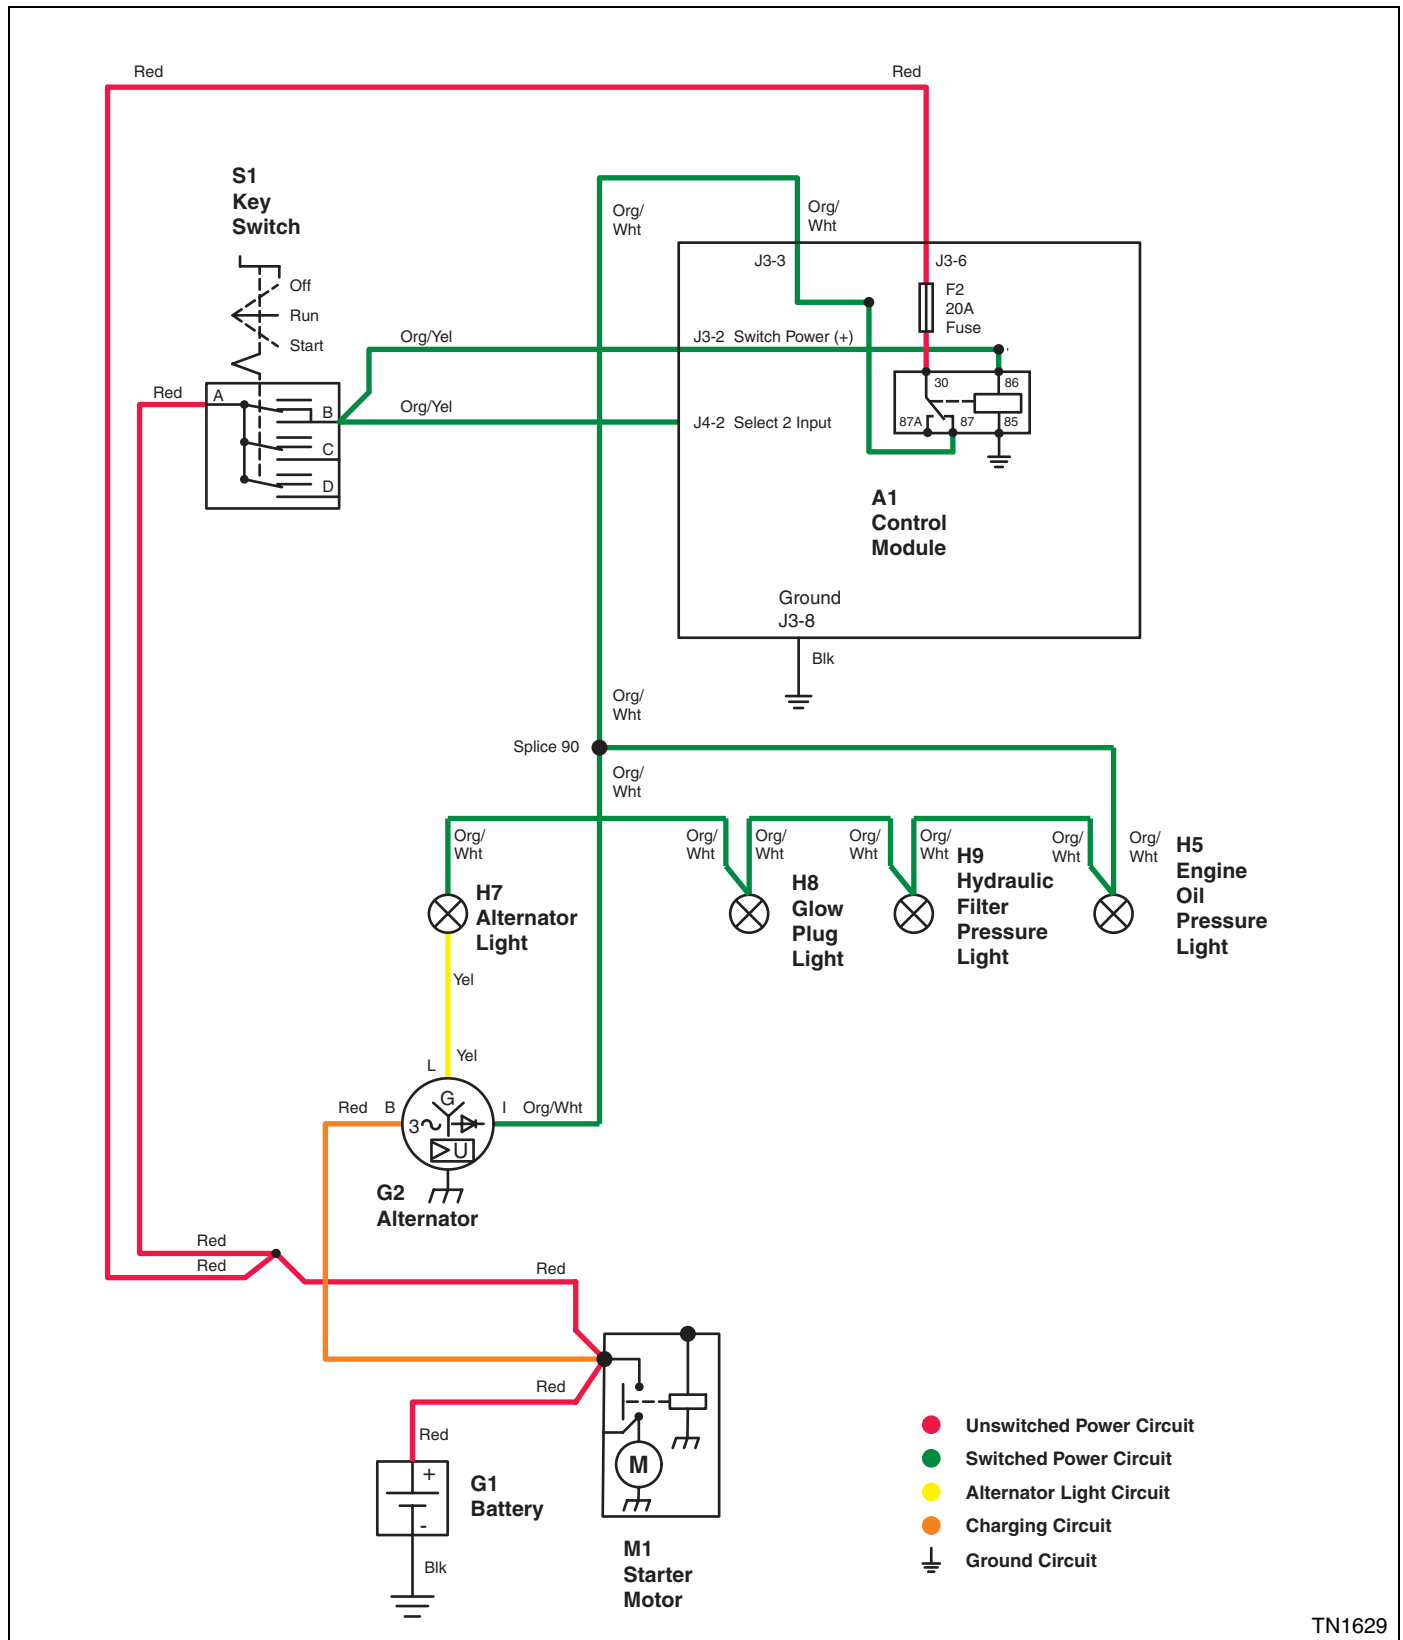 Red
Red
S1
Key
Switch
Off
Run
Start
Org/
Wht
Org/
Wht
J3-3
J3-6
F2
20A
Fuse
Org/Yel
J3-2 Switch Power (+)
Red
A
B
C
D
Org/Yel
J4-2 Select 2 Input
30
86
87A
87
85
A1
Control
Module
Ground
J3-8
Blk
Org/
Wht
Splice 90
Org/
Wht
Org/
Wht
Org/
Wht
Org/
Wht
Org/
Wht
Org/
Wht
Org/
Wht
Org/
Wht
H7
Alternator
Light
H8
Glow
Plug
Light
H9
Hydraulic
Filter
Pressure
Light
H5
Engine
Oil
Pressure
Light
Yel
L
Yel
Red
B
G
3
U
I
Org/Wht
G2
Alternator
Red
Red
Red
Red
Red
+
-
G1
Battery
M
Blk
M1
Starter
Motor
Unswitched Power Circuit
Switched Power Circuit
Alternator Light Circuit
Charging Circuit
Ground Circuit
TN1629